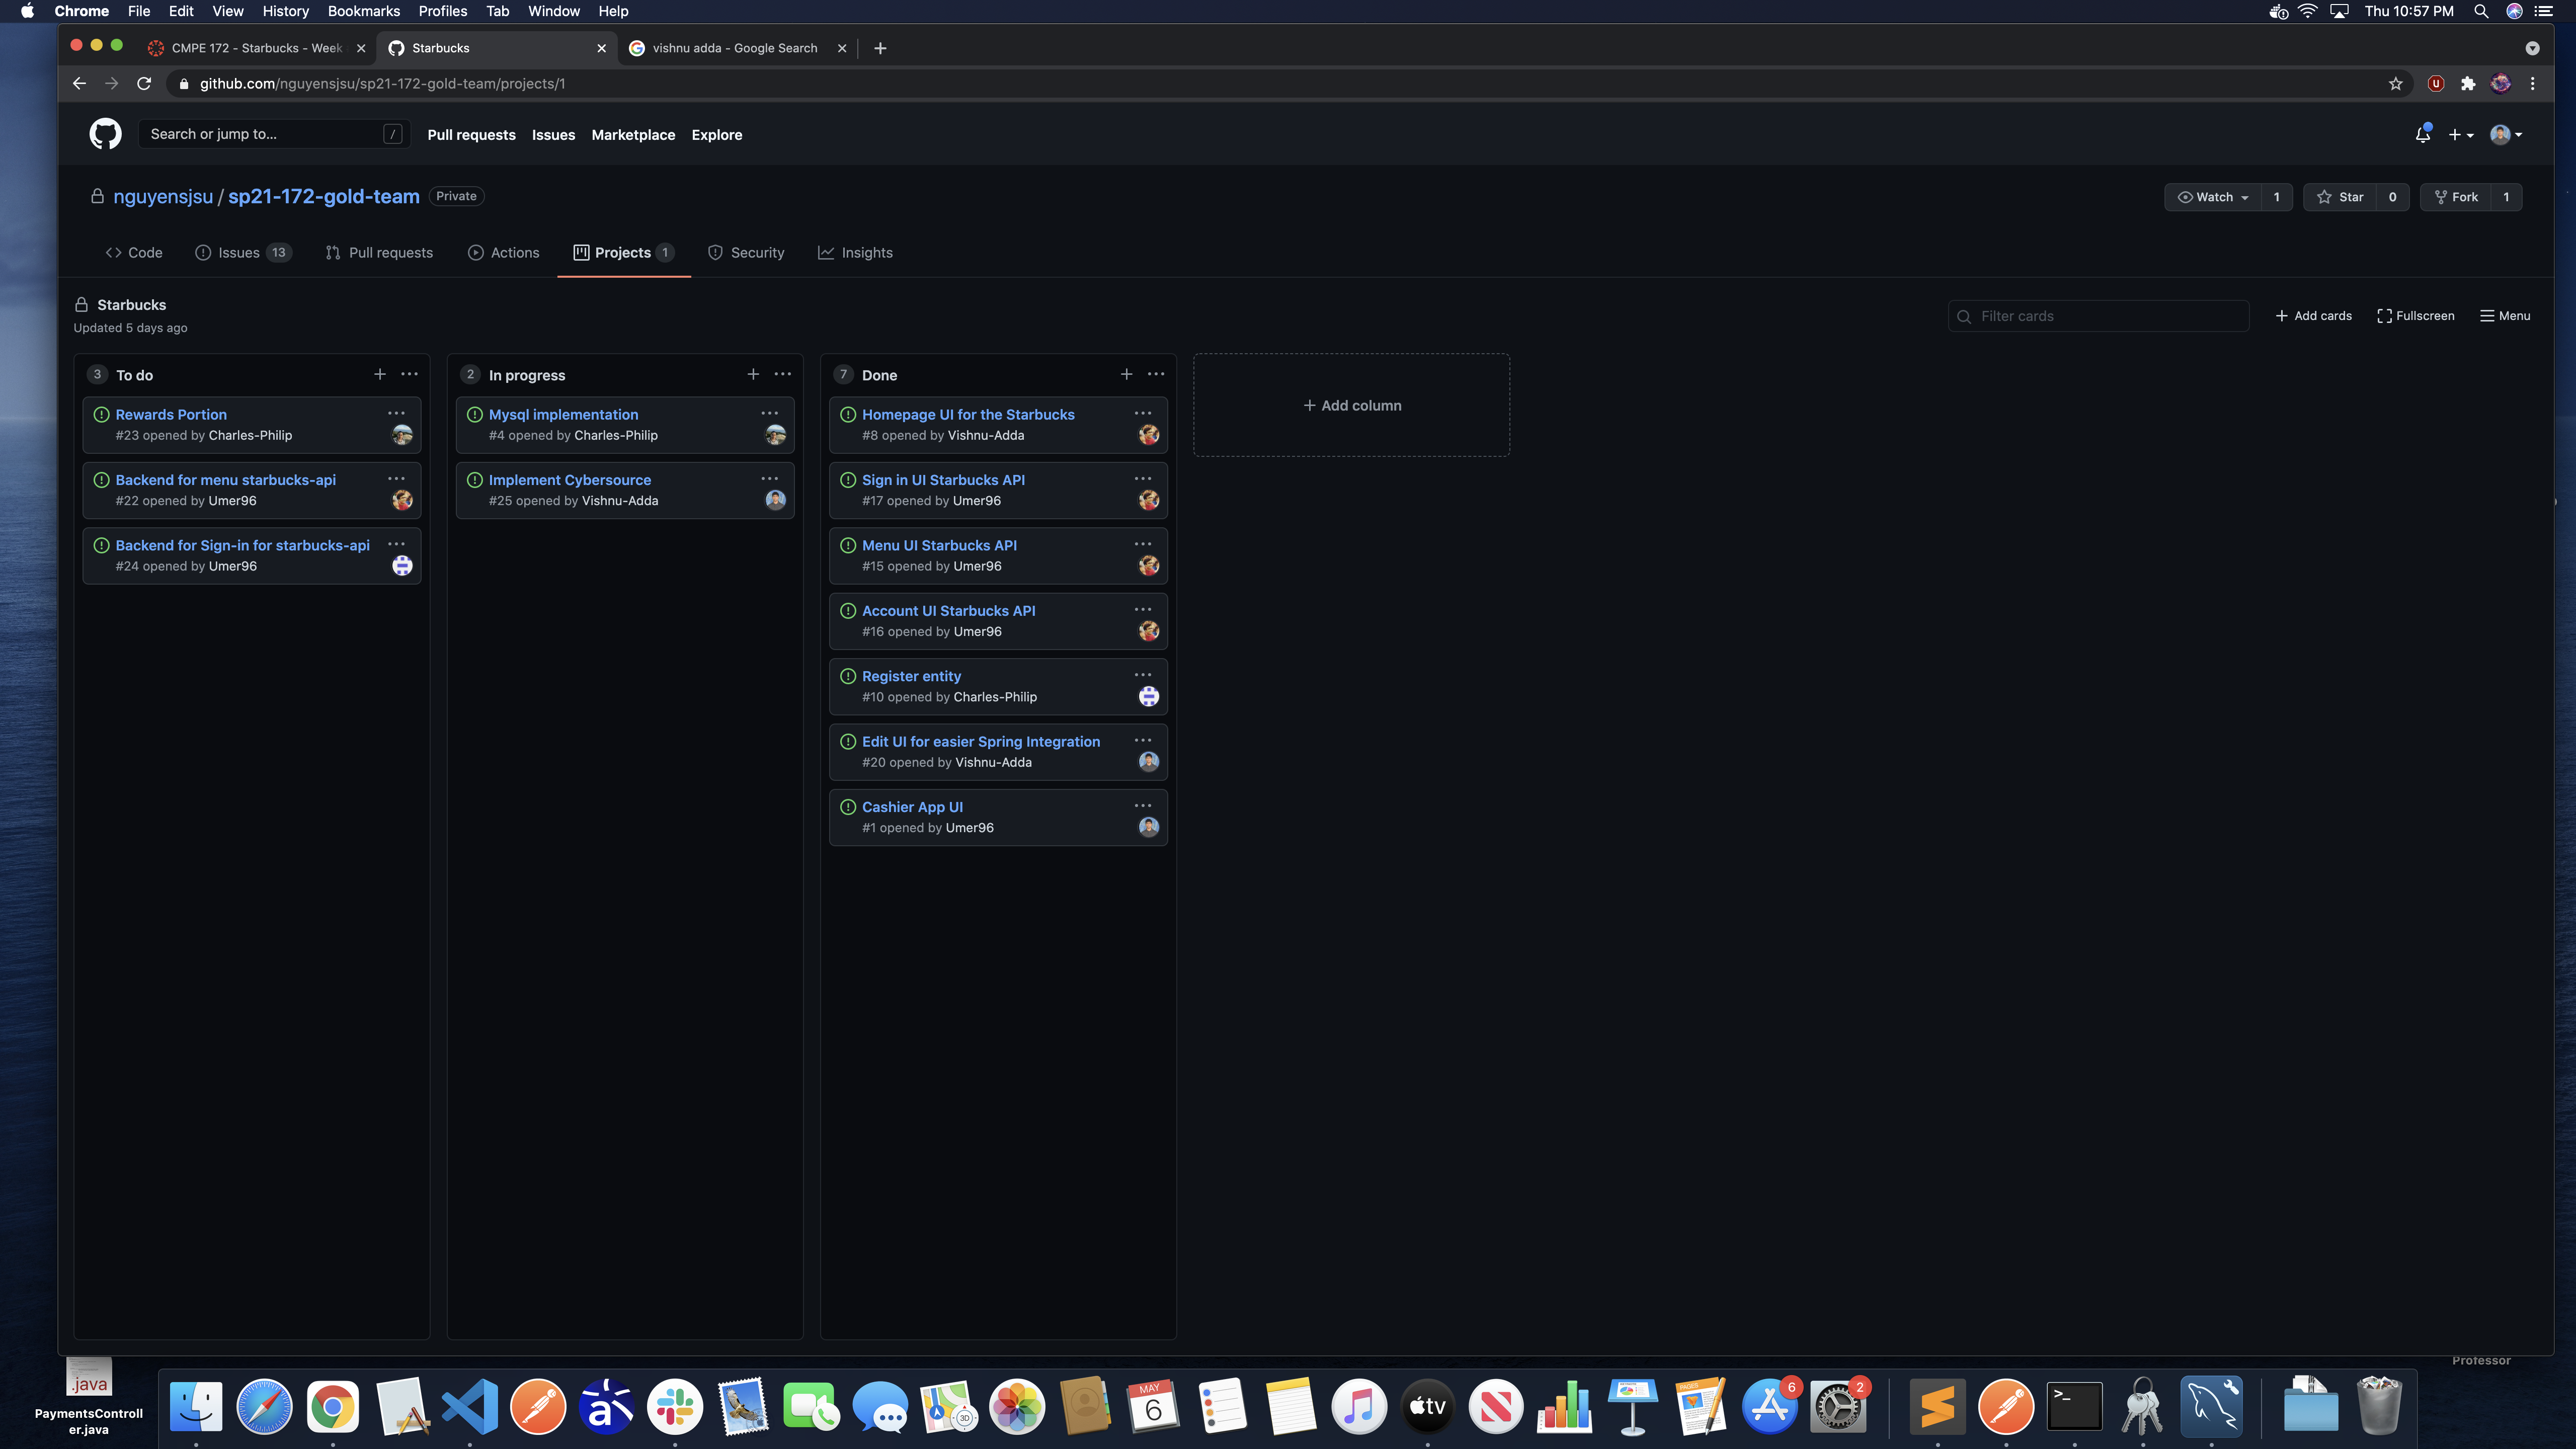 Chrome File Edit View History Bookmarks Profiles Tab Window Help
Thu 10:57 PM
CMPE 172 - Starbucks - Week
Starbucks
vishnu adda - Google Search
github.com/nguyensjsu/sp21-172-gold-team/projects/1
Search or jump to... /
Pull requests Issues Marketplace Explore
nguyensjsu / sp21-172-gold-team Private
Watch 1 Star 0 Fork 1
Code Issues 13 Pull requests Actions Projects 1 Security Insights
Starbucks
Updated 5 days ago
Filter cards
+ Add cards Fullscreen Menu
3 To do
Rewards Portion
#23 opened by Charles-Philip
Backend for menu starbucks-api
#22 opened by Umer96
Backend for Sign-in for starbucks-api
#24 opened by Umer96
2 In progress
Mysql implementation
#4 opened by Charles-Philip
Implement Cybersource
#25 opened by Vishnu-Adda
7 Done
Homepage UI for the Starbucks
#8 opened by Vishnu-Adda
Sign in UI Starbucks API
#17 opened by Umer96
Menu UI Starbucks API
#15 opened by Umer96
Account UI Starbucks API
#16 opened by Umer96
Register entity
#10 opened by Charles-Philip
Edit UI for easier Spring Integration
#20 opened by Vishnu-Adda
Cashier App UI
#1 opened by Umer96
+ Add column
Professor
.java
PaymentsControll
er.java
MAY
6
3D
tv
PAGES
6
2
>_